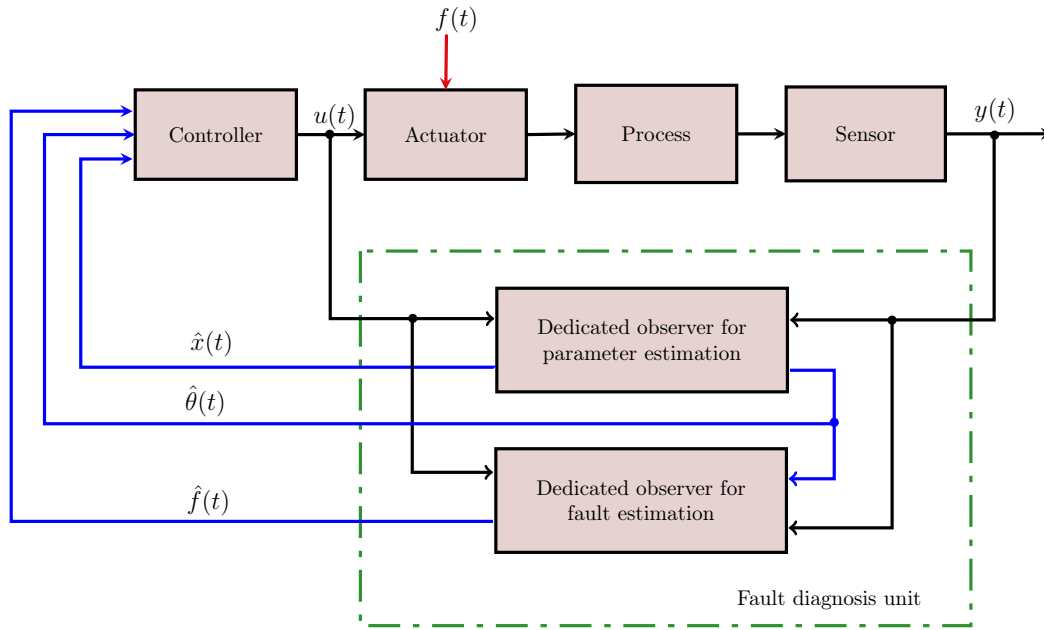 f(t)
Controller
u(t)
Actuator
Process
Sensor
y(t)
Dedicated observer for
parameter estimation
x̂(t)
θ̂(t)
Dedicated observer for
fault estimation
f̂(t)
Fault diagnosis unit